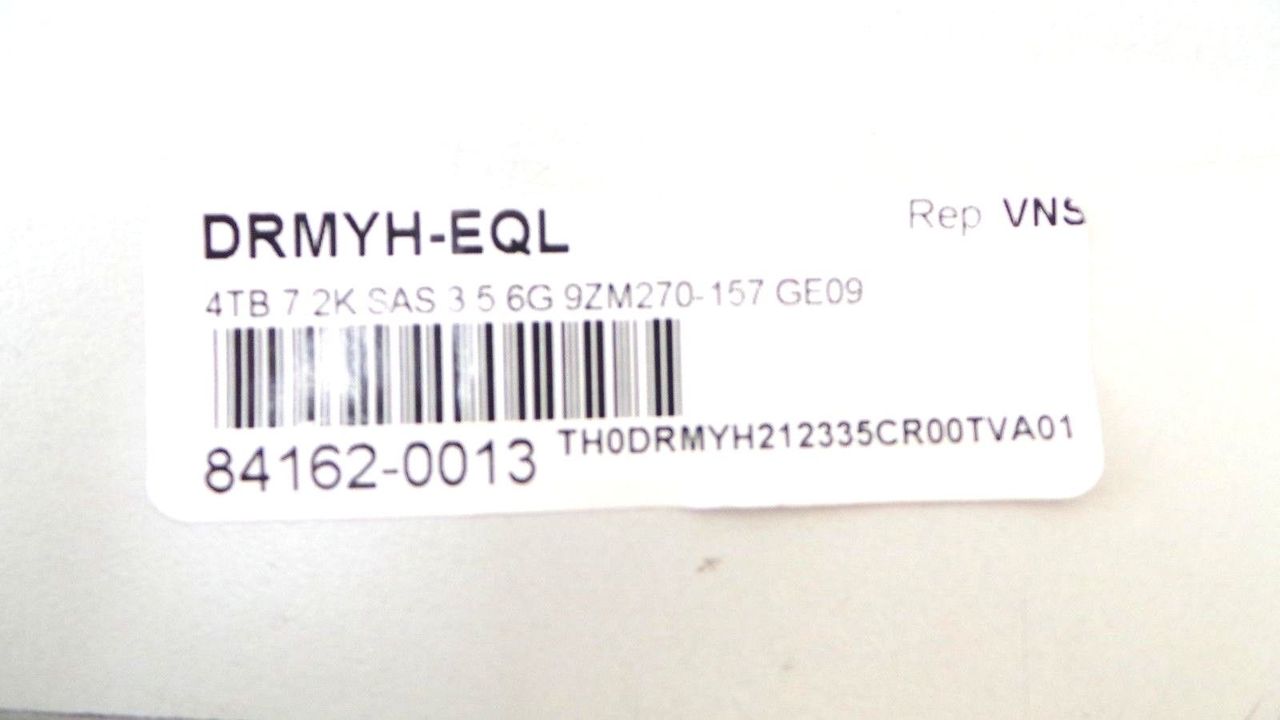 DRMYH-EQL
Rep VNS
4TB 7 2K SAS 3 5 6G 9ZM270-157 GE09
84162-0013
TH0DRMYH212335CR00TVA01